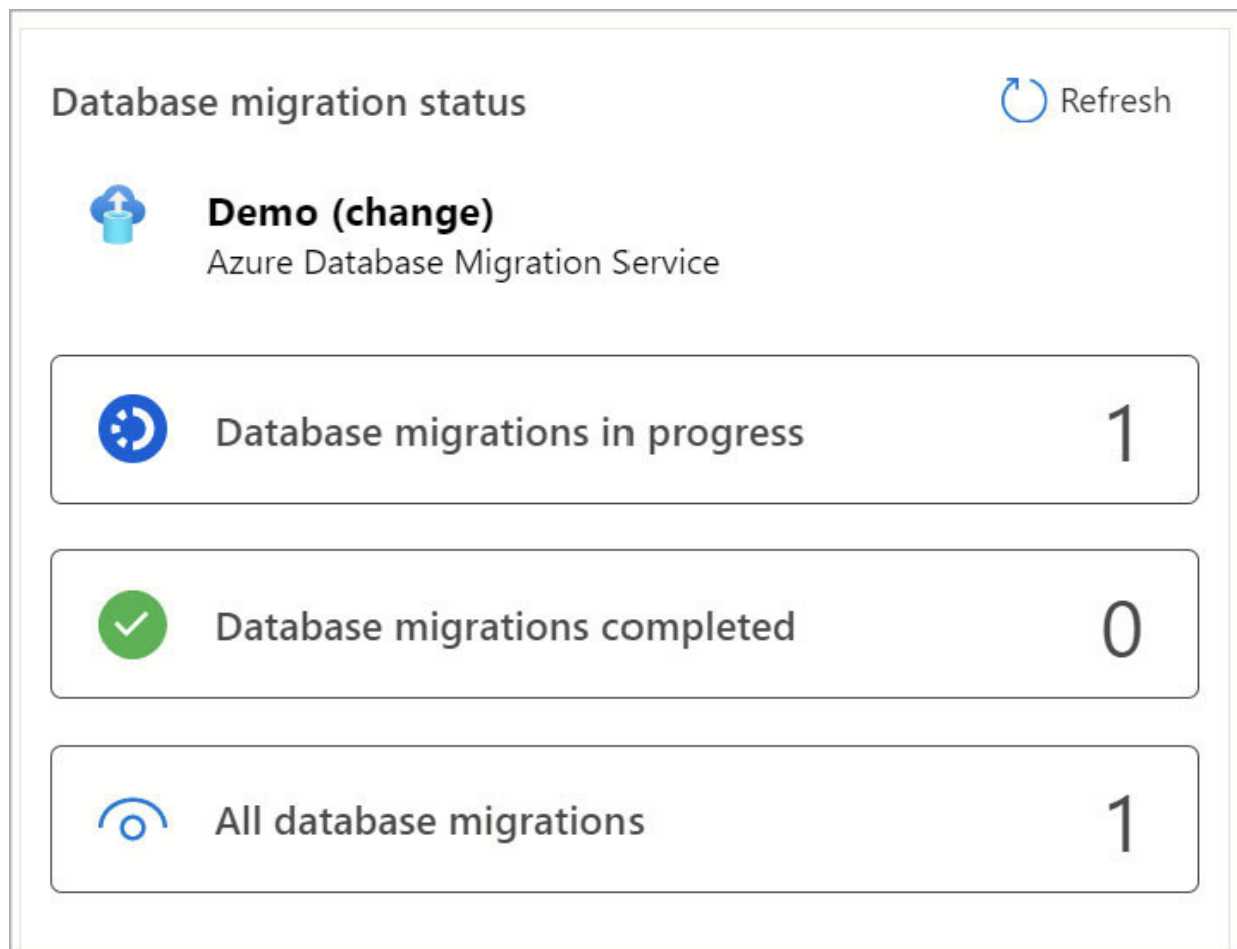 Database migration status
Refresh
Demo (change)
Azure Database Migration Service
Database migrations in progress 1
Database migrations completed 0
All database migrations 1